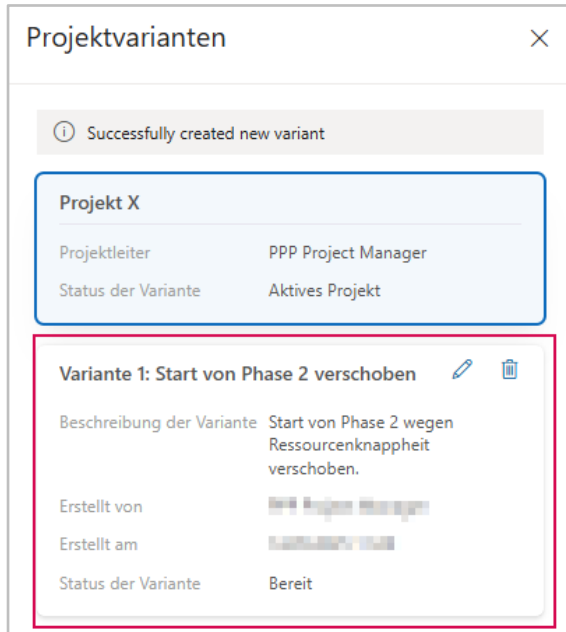 Projektvarianten
Successfully created new variant
Projekt X
Projektleiter PPP Project Manager
Status der Variante Aktives Projekt
Variante 1: Start von Phase 2 verschoben
Beschreibung der Variante Start von Phase 2 wegen
Ressourcenknappheit
verschoben.
Erstellt von
Erstellt am
Status der Variante Bereit